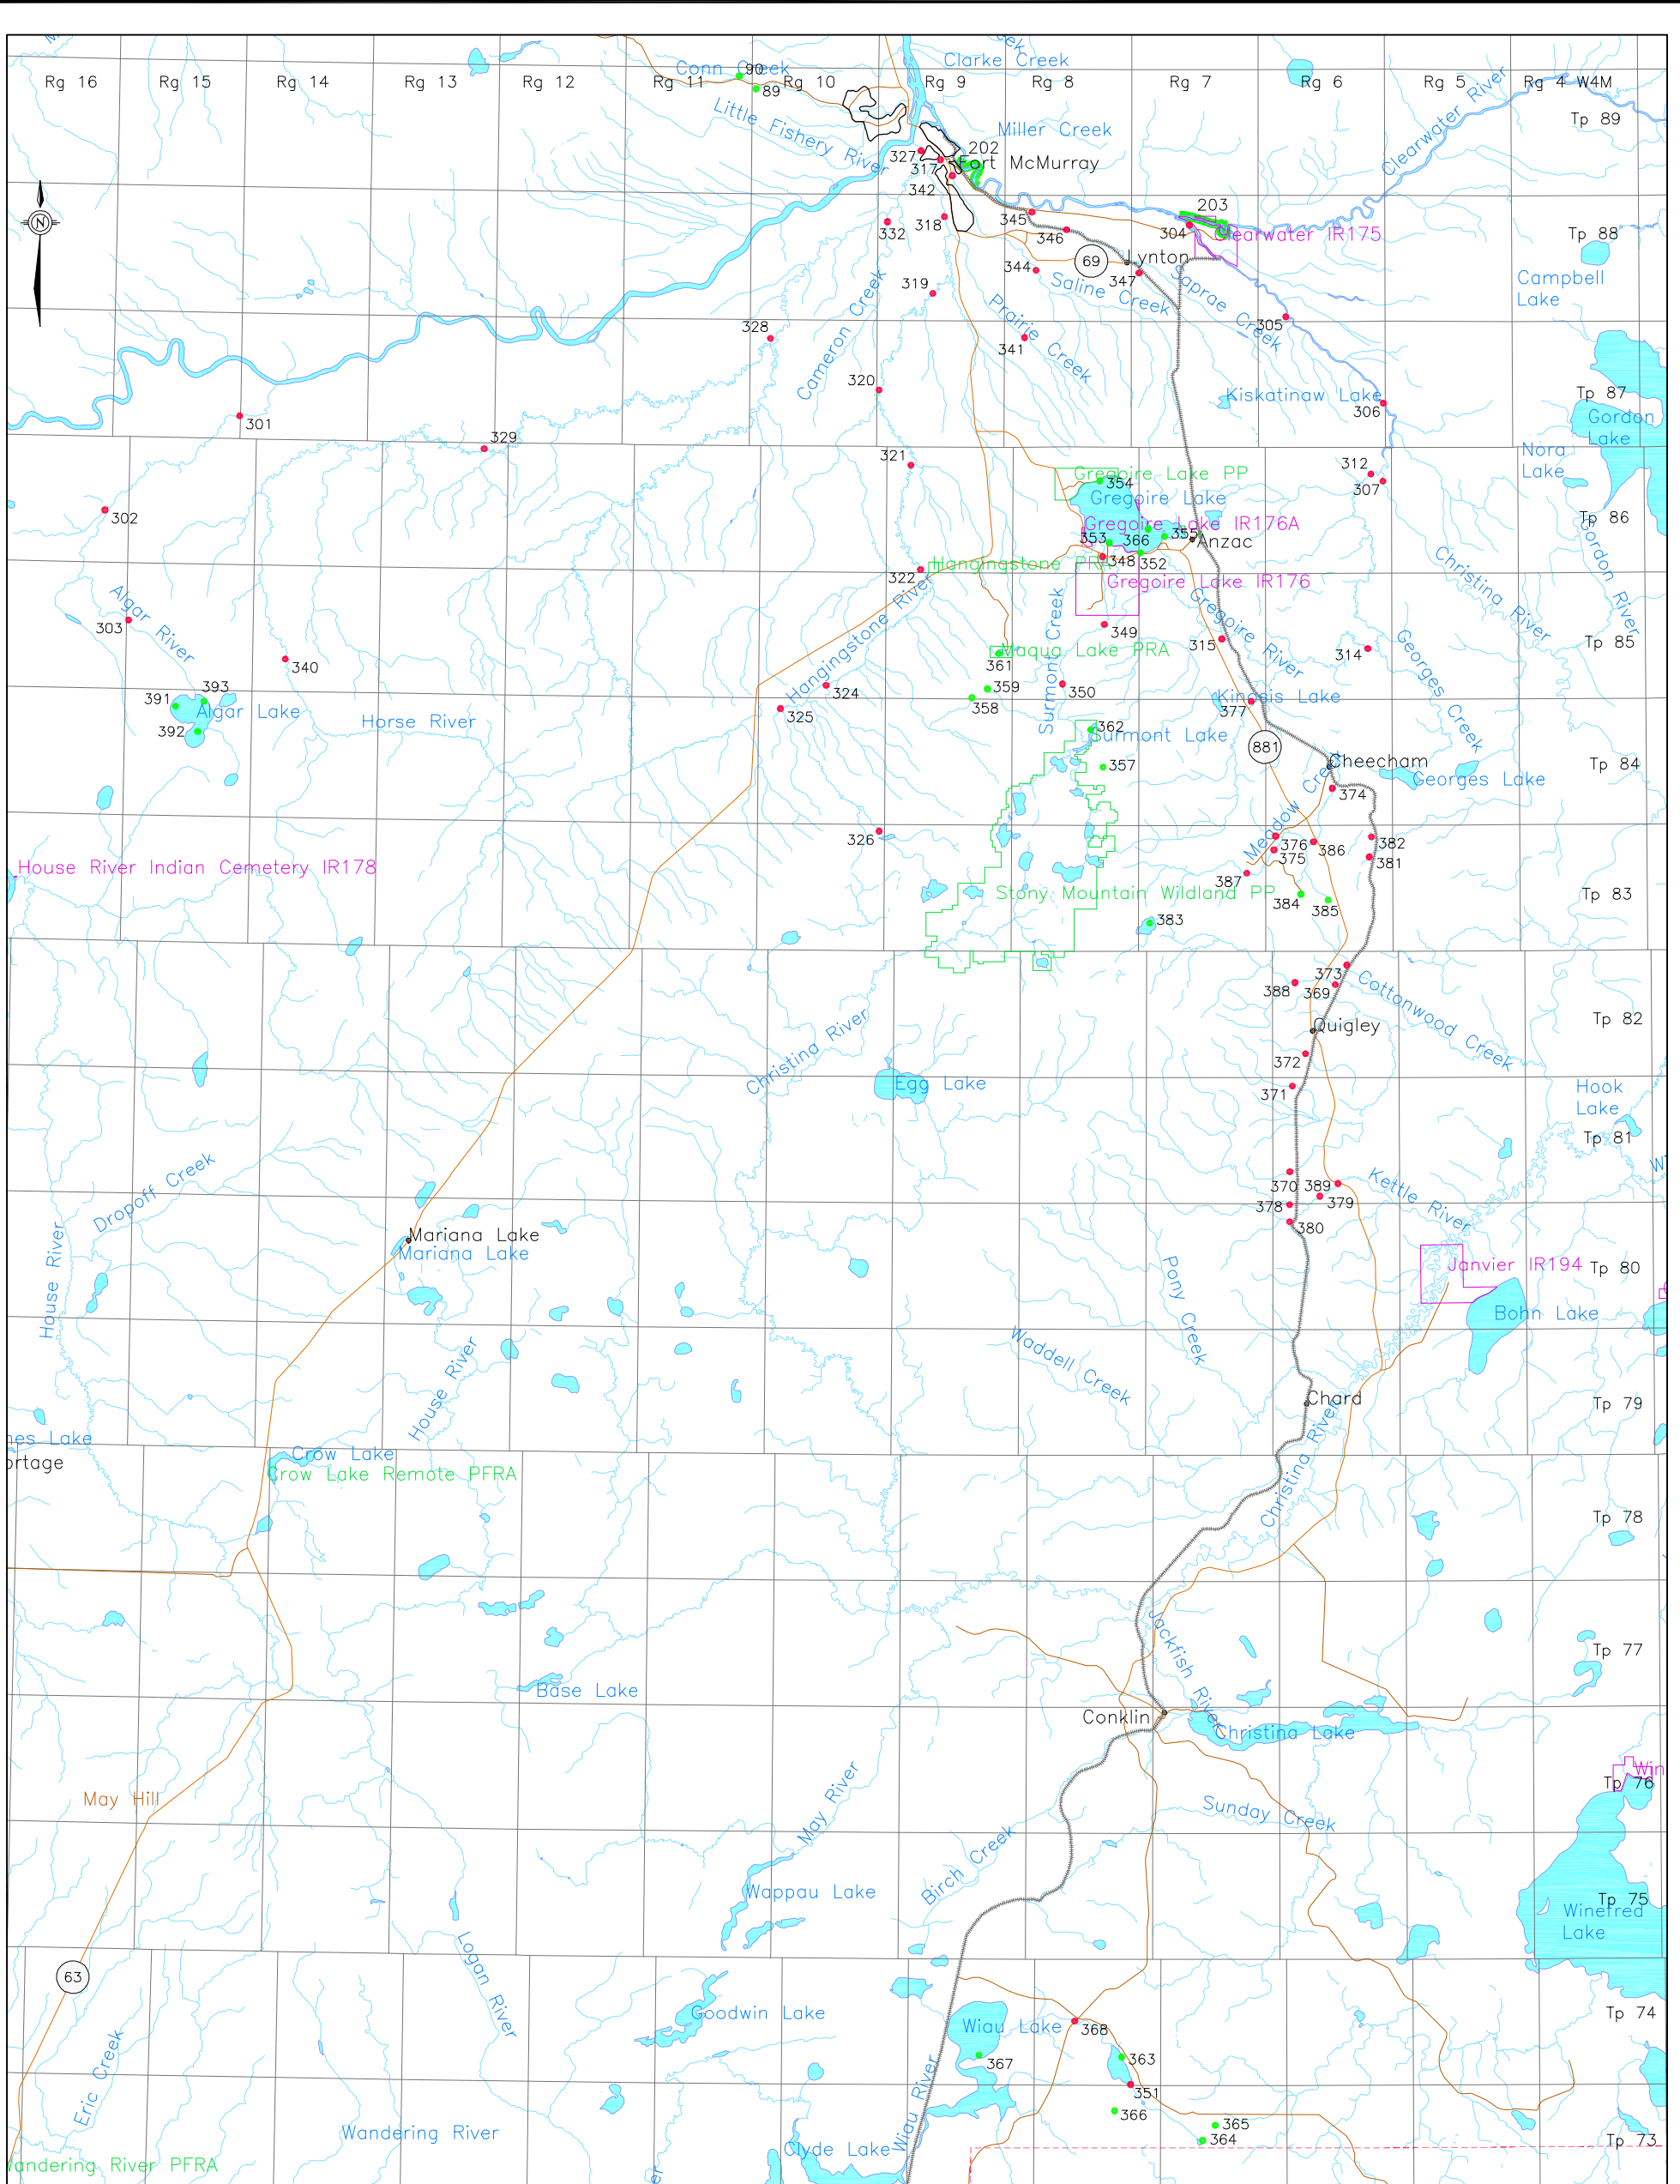 Conn Creek
Clarke Creek
Rg 16
Rg 15
Rg 14
Rg 13
Rg 12
Rg 11
Rg 10
Rg 9
Rg 8
Rg 7
Rg 6
Rg 5
Rg 4 W4M
90
89
Little Fishery River
Miller Creek
Clearwater River
Tp 89
327
317
202
Fort McMurray
342
318
332
345
346
304
203
Clearwater IR175
Tp 88
344
69
Lynton
347
Saline Creek
Saprae Creek
Campbell
Lake
319
Cameron Creek
Prairie Creek
328
341
305
320
Kiskatinaw Lake
306
Tp 87
Gordon
Lake
301
329
321
Nora
Lake
312
307
Gregoire Lake PP
354
Gregoire Lake
302
Gregoire Lake IR176A
353
366
355
Anzac
Tp 86
Gordon River
Christina River
348
352
322
Hangingstone PRA
Gregoire Lake IR176
Algar River
303
Hangingstone River
Surmont Creek
349
Gregoire River
315
314
Georges Creek
Tp 85
340
Maqua Lake PRA
361
359
358
350
324
325
391
393
392
Algar Lake
Horse River
Kinosis Lake
377
362
Surmont Lake
881
Cheecham
357
Georges Lake
Tp 84
374
Meadow Creek
326
376
375
386
382
381
387
House River Indian Cemetery IR178
Stony Mountain Wildland PP
384
385
Tp 83
383
373
388
369
Cottonwood Creek
Quigley
Tp 82
Christina River
372
Egg Lake
371
Hook
Lake
Tp 81
Dropoff Creek
370
389
379
378
380
Kettle River
House River
Mariana Lake
Mariana Lake
Pony Creek
Janvier IR194
Tp 80
Bohn Lake
House River
Waddell Creek
Chard
Tp 79
nes Lake
ortage
Crow Lake
Crow Lake Remote PFRA
Christina River
Tp 78
Jackfish River
Tp 77
Base Lake
Conklin
Christina Lake
Win
Tp 76
May Hill
May River
Sunday Creek
Birch Creek
Wappau Lake
Tp 75
Winefred
Lake
Logan River
63
Goodwin Lake
Wiau Lake
368
Tp 74
367
363
351
Eric Creek
Wiau River
366
365
364
Wandering River
Clyde Lake
Tp 73
Wandering River PFRA